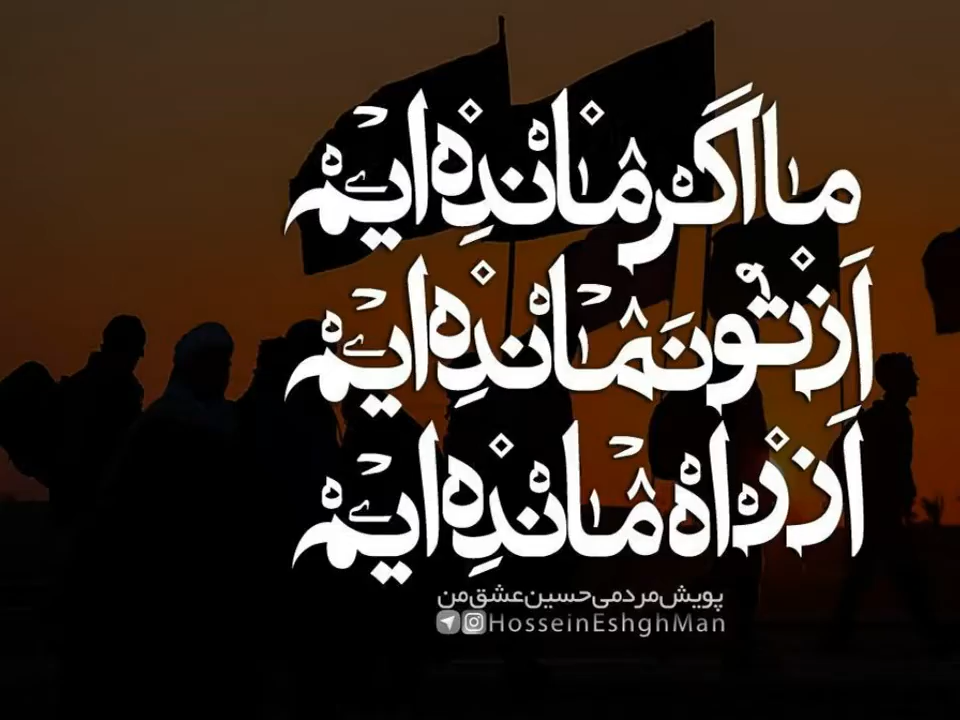 ما اگر مانده ایم
از تو نمانده ایم
از راه مانده ایم
پویش مردمی حسین عشق من
HosseinEshghMan